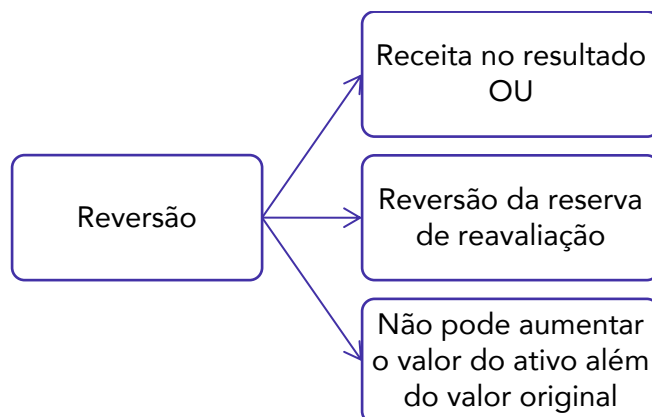 Receita no resultado
OU
Reversão
Reversão da reserva
de reavaliação
Não pode aumentar
o valor do ativo além
do valor original